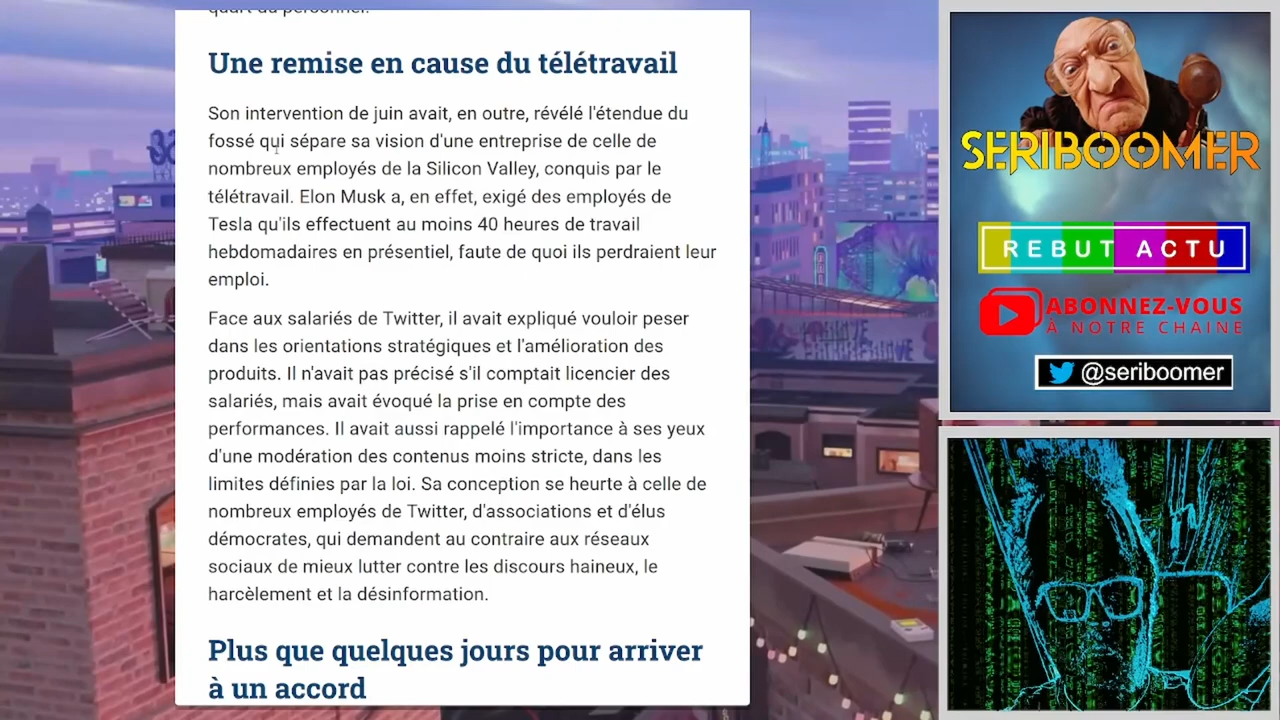 Une remise en cause du télétravail
Son intervention de juin avait, en outre, révélé l'étendue du
fossé qui sépare sa vision d'une entreprise de celle de
nombreux employés de la Silicon Valley, conquis par le
télétravail. Elon Musk a, en effet, exigé des employés de
Tesla qu'ils effectuent au moins 40 heures de travail
hebdomadaires en présentiel, faute de quoi ils perdraient leur
emploi.
Face aux salariés de Twitter, il avait expliqué vouloir peser
dans les orientations stratégiques et l'amélioration des
produits. Il n'avait pas précisé s'il comptait licencier des
salariés, mais avait évoqué la prise en compte des
performances. Il avait aussi rappelé l'importance à ses yeux
d'une modération des contenus moins stricte, dans les
limites définies par la loi. Sa conception se heurte à celle de
nombreux employés de Twitter, d'associations et d'élus
démocrates, qui demandent au contraire aux réseaux
sociaux de mieux lutter contre les discours haineux, le
harcèlement et la désinformation.
Plus que quelques jours pour arriver
à un accord
SERIBOOMER
REBUT ACTU
ABONNEZ-VOUS
À NOTRE CHAINE
@seriboomer